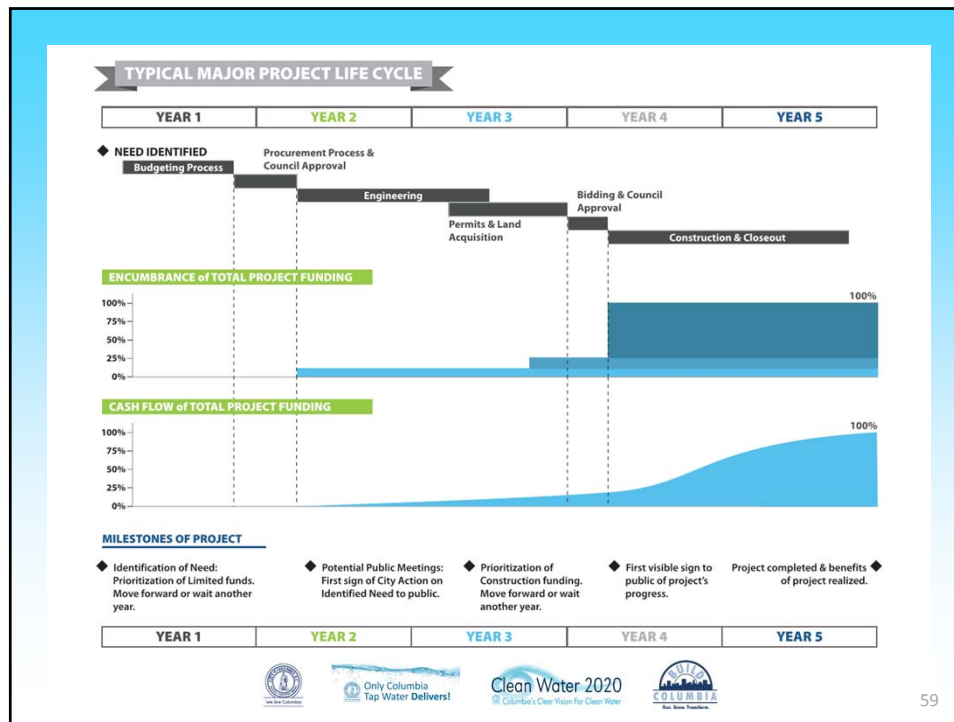 TYPICAL MAJOR PROJECT LIFE CYCLE
YEAR 1 YEAR 2 YEAR 3 YEAR 4 YEAR 5
NEED IDENTIFIED
Budgeting Process
Procurement Process &
Council Approval
Engineering
Permits & Land
Acquisition
Bidding & Council
Approval
Construction & Closeout
ENCUMBRANCE of TOTAL PROJECT FUNDING
100%
100%
75%
50%
25%
0%
CASH FLOW of TOTAL PROJECT FUNDING
100%
100%
75%
50%
25%
0%
MILESTONES OF PROJECT
Identification of Need:
Prioritization of Limited funds.
Move forward or wait another
year.
Potential Public Meetings:
First sign of City Action on
Identified Need to public.
Prioritization of
Construction funding.
Move forward or wait
another year.
First visible sign to
public of project's
progress.
Project completed & benefits
of project realized.
YEAR 1 YEAR 2 YEAR 3 YEAR 4 YEAR 5
We Are Columbia
Only Columbia
Tap Water Delivers!
Clean Water 2020
Columbia's Clear Vision For Clean Water
BUILD
COLUMBIA
Run. Grow. Transform.
59